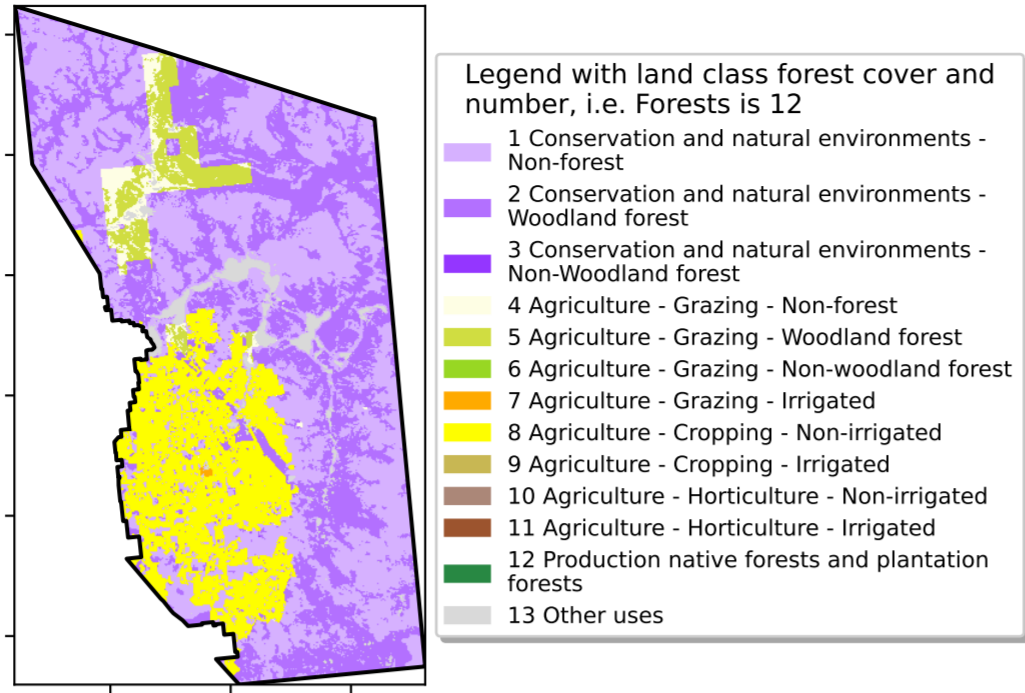 Legend with land class forest cover and
number, i.e. Forests is 12
1 Conservation and natural environments -
Non-forest
2 Conservation and natural environments -
Woodland forest
3 Conservation and natural environments -
Non-Woodland forest
4 Agriculture - Grazing - Non-forest
5 Agriculture - Grazing - Woodland forest
6 Agriculture - Grazing - Non-woodland forest
7 Agriculture - Grazing - Irrigated
8 Agriculture - Cropping - Non-irrigated
9 Agriculture - Cropping - Irrigated
10 Agriculture - Horticulture - Non-irrigated
11 Agriculture - Horticulture - Irrigated
12 Production native forests and plantation
forests
13 Other uses